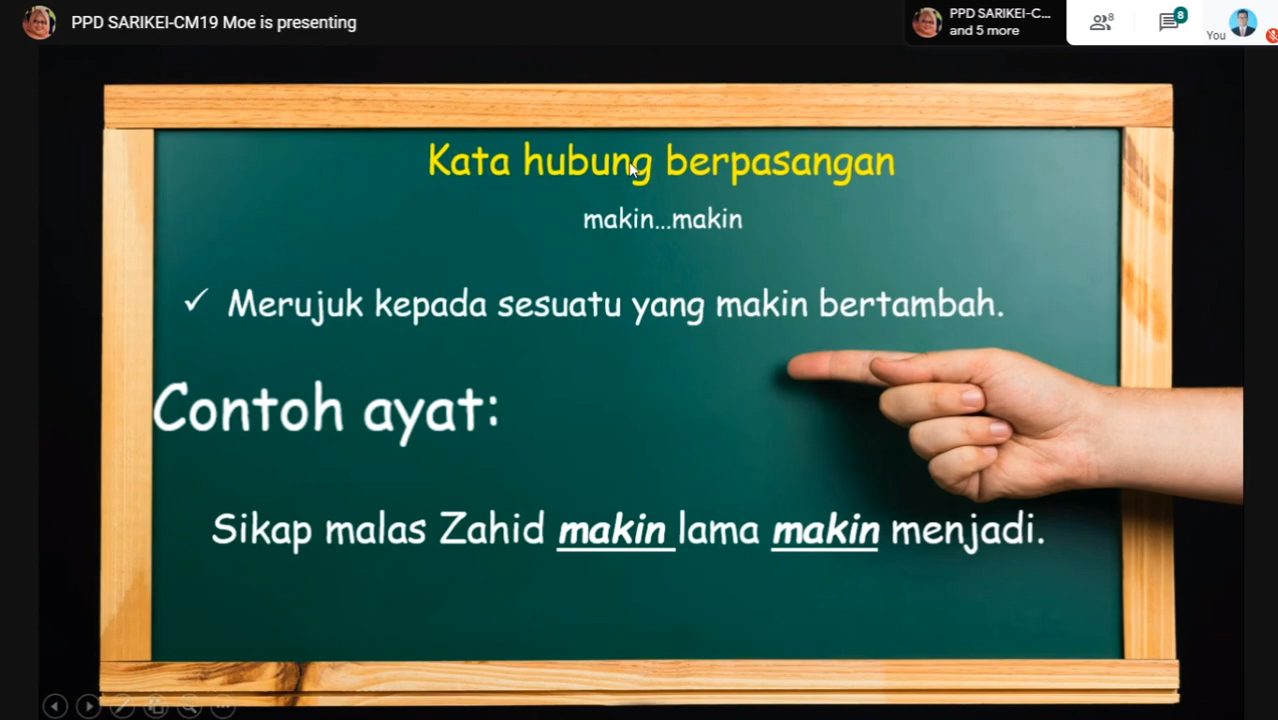 PPD SARIKEI-CM19 Moe is presenting
PPD SARIKEI-C...
and 5 more
8
8
You
Kata hubung berpasangan
makin...makin
✓ Merujuk kepada sesuatu yang makin bertambah.
Contoh ayat:
Sikap malas Zahid makin lama makin menjadi.